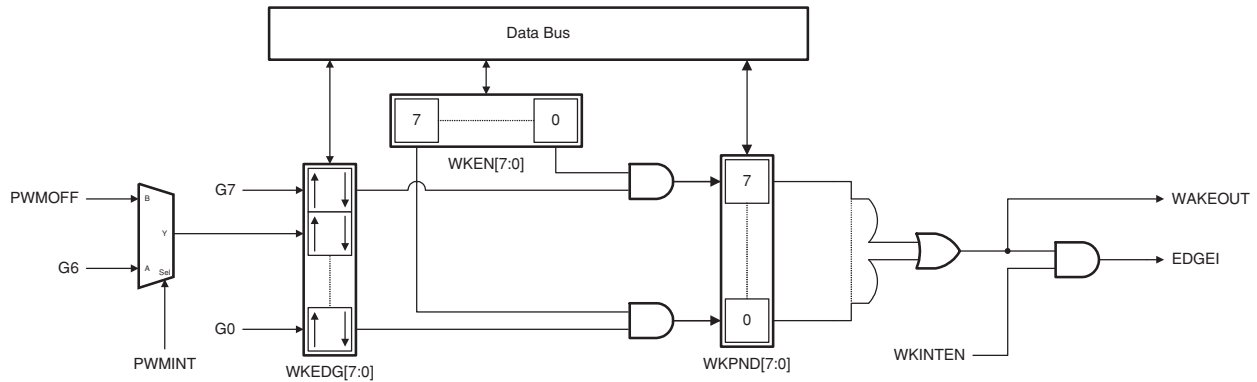 Data Bus
7
0
WKEN[7:0]
G7
7
PWMOFF
B
WAKEOUT
Y
G6
A
Sel
EDGEI
G0
0
WKINTEN
PWMINT
WKEDG[7:0]
WKPND[7:0]